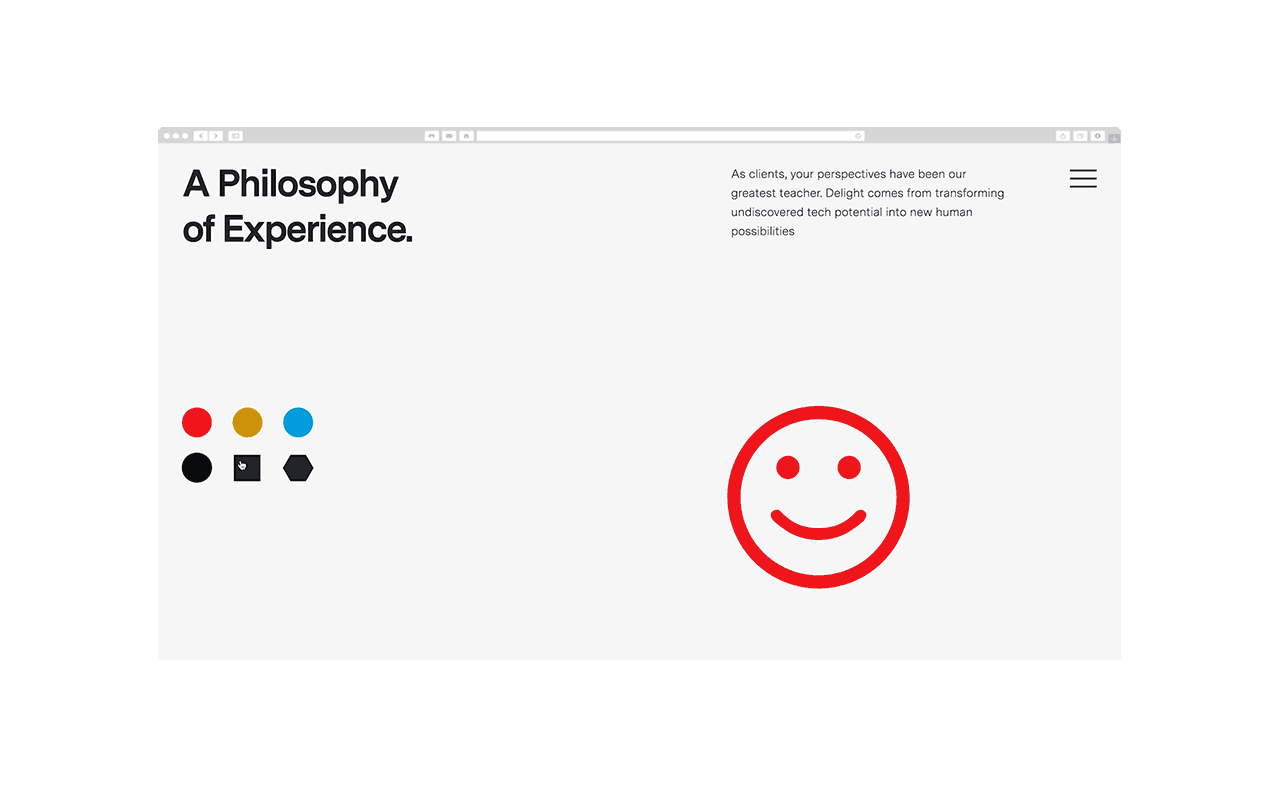 A Philosophy
of Experience.
As clients, your perspectives have been our
greatest teacher. Delight comes from transforming
undiscovered tech potential into new human
possibilities